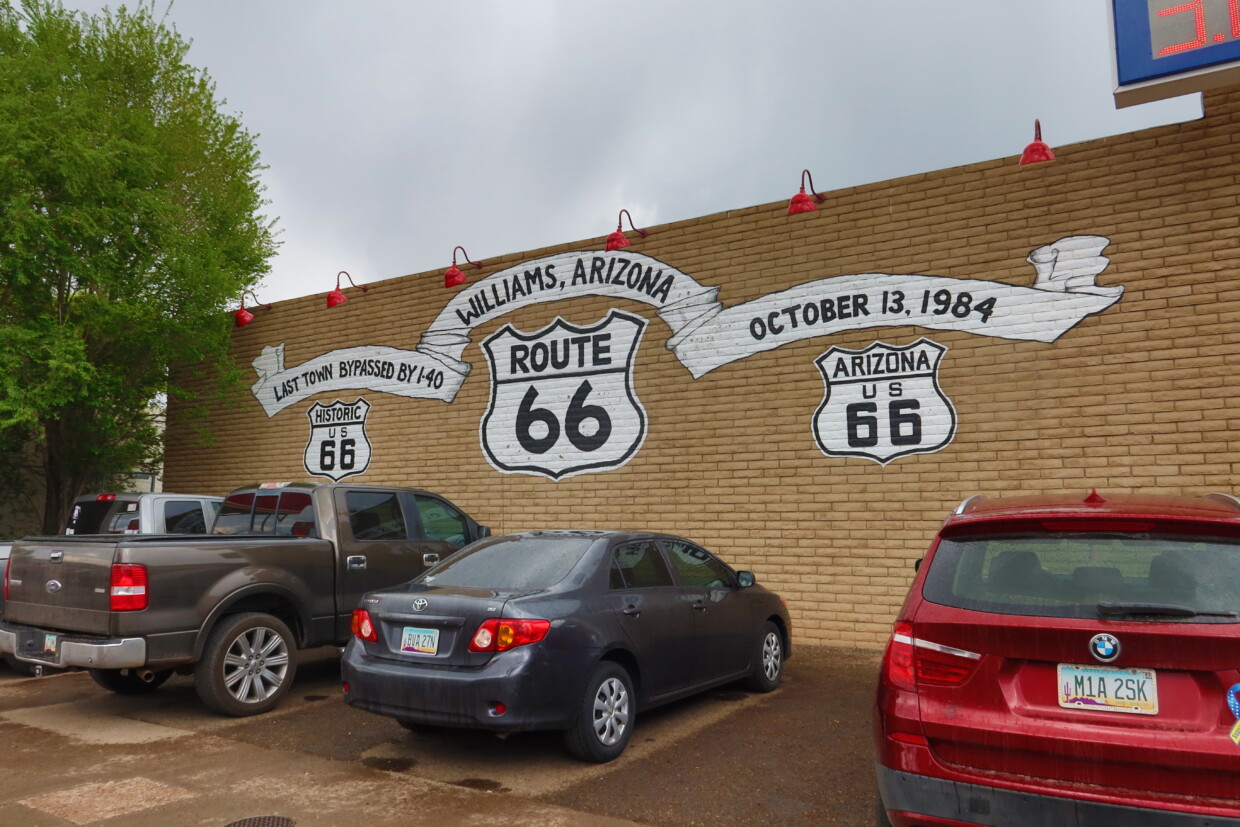 WILLIAMS, ARIZONA
LAST TOWN BYPASSED BY I-40
OCTOBER 13, 1984
HISTORIC
US
66
ROUTE
66
ARIZONA
US
66
BVA 27N
M1A 2SK